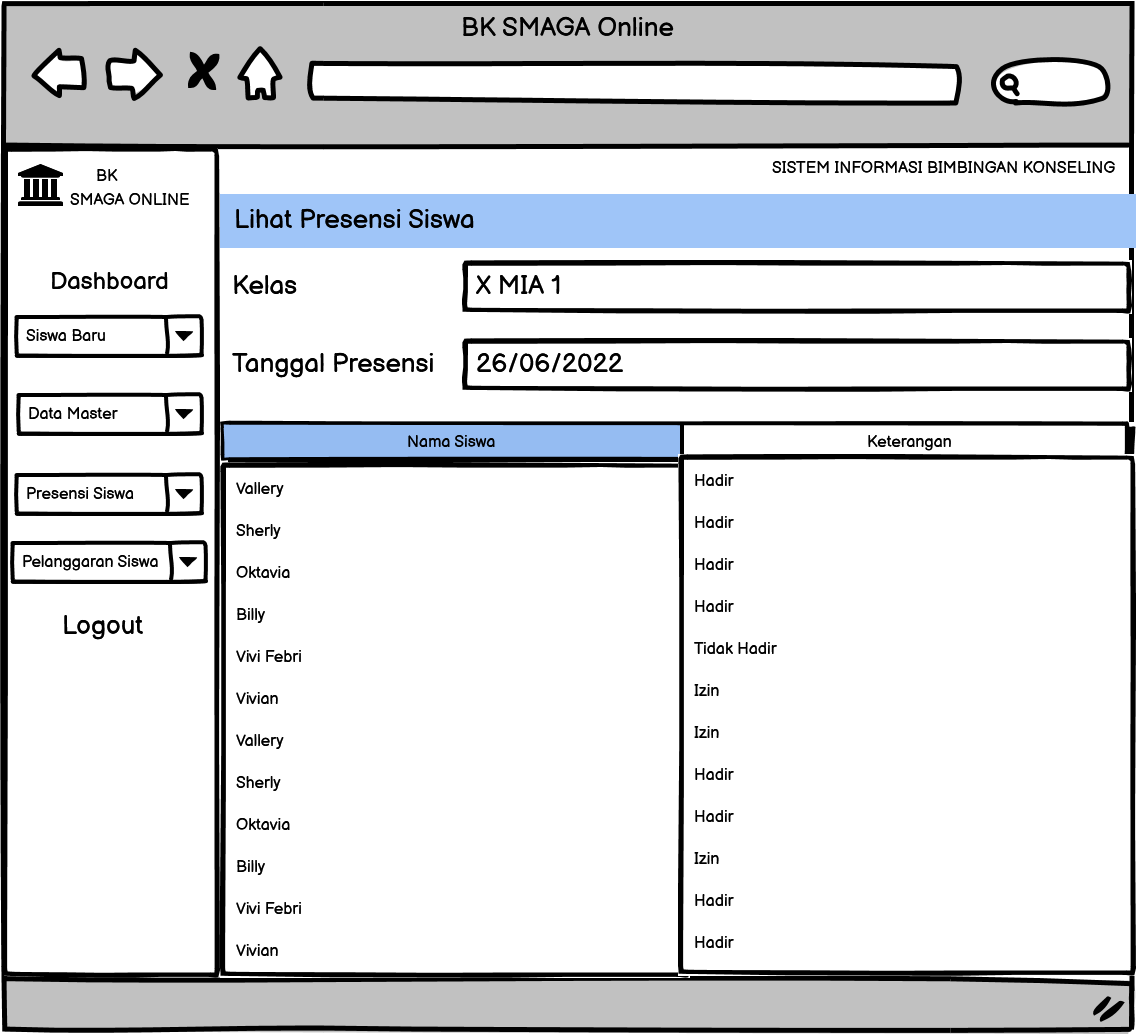 BK SMAGA Online
BK
SMAGA ONLINE
SISTEM INFORMASI BIMBINGAN KONSELING
Lihat Presensi Siswa
Dashboard
Siswa Baru
Data Master
Presensi Siswa
Pelanggaran Siswa
Logout
Kelas X MIA 1
Tanggal Presensi 26/06/2022
Nama Siswa Keterangan
Vallery Hadir
Sherly Hadir
Oktavia Hadir
Billy Hadir
Vivi Febri Tidak Hadir
Vivian Izin
Vallery Izin
Sherly Hadir
Oktavia Hadir
Billy Izin
Vivi Febri Hadir
Vivian Hadir